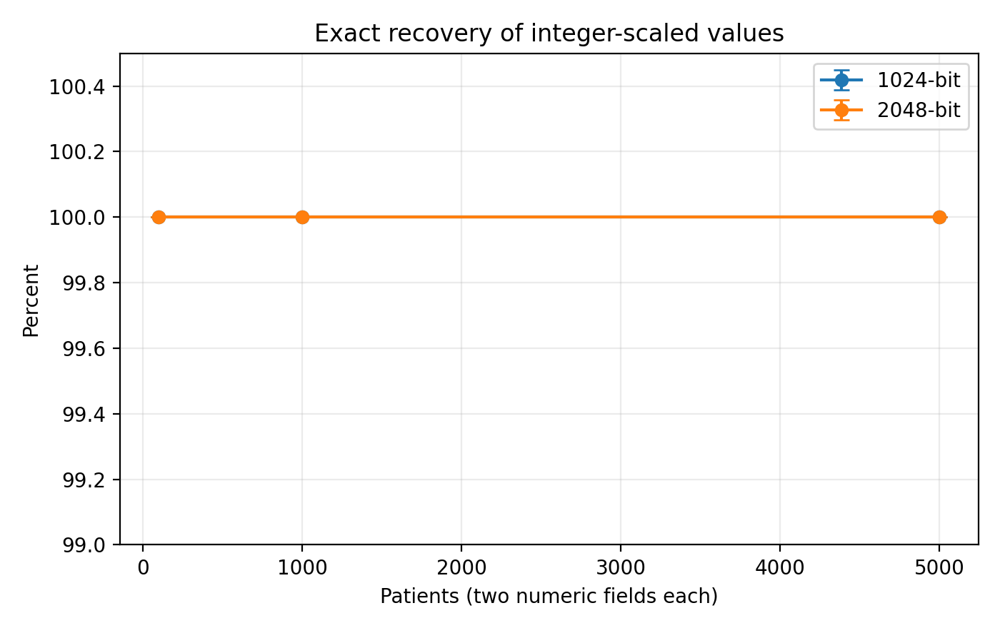 Exact recovery of integer-scaled values
1024-bit
2048-bit
100.4
100.2
100.0
99.8
99.6
99.4
99.2
99.0
Percent
0 1000 2000 3000 4000 5000
Patients (two numeric fields each)